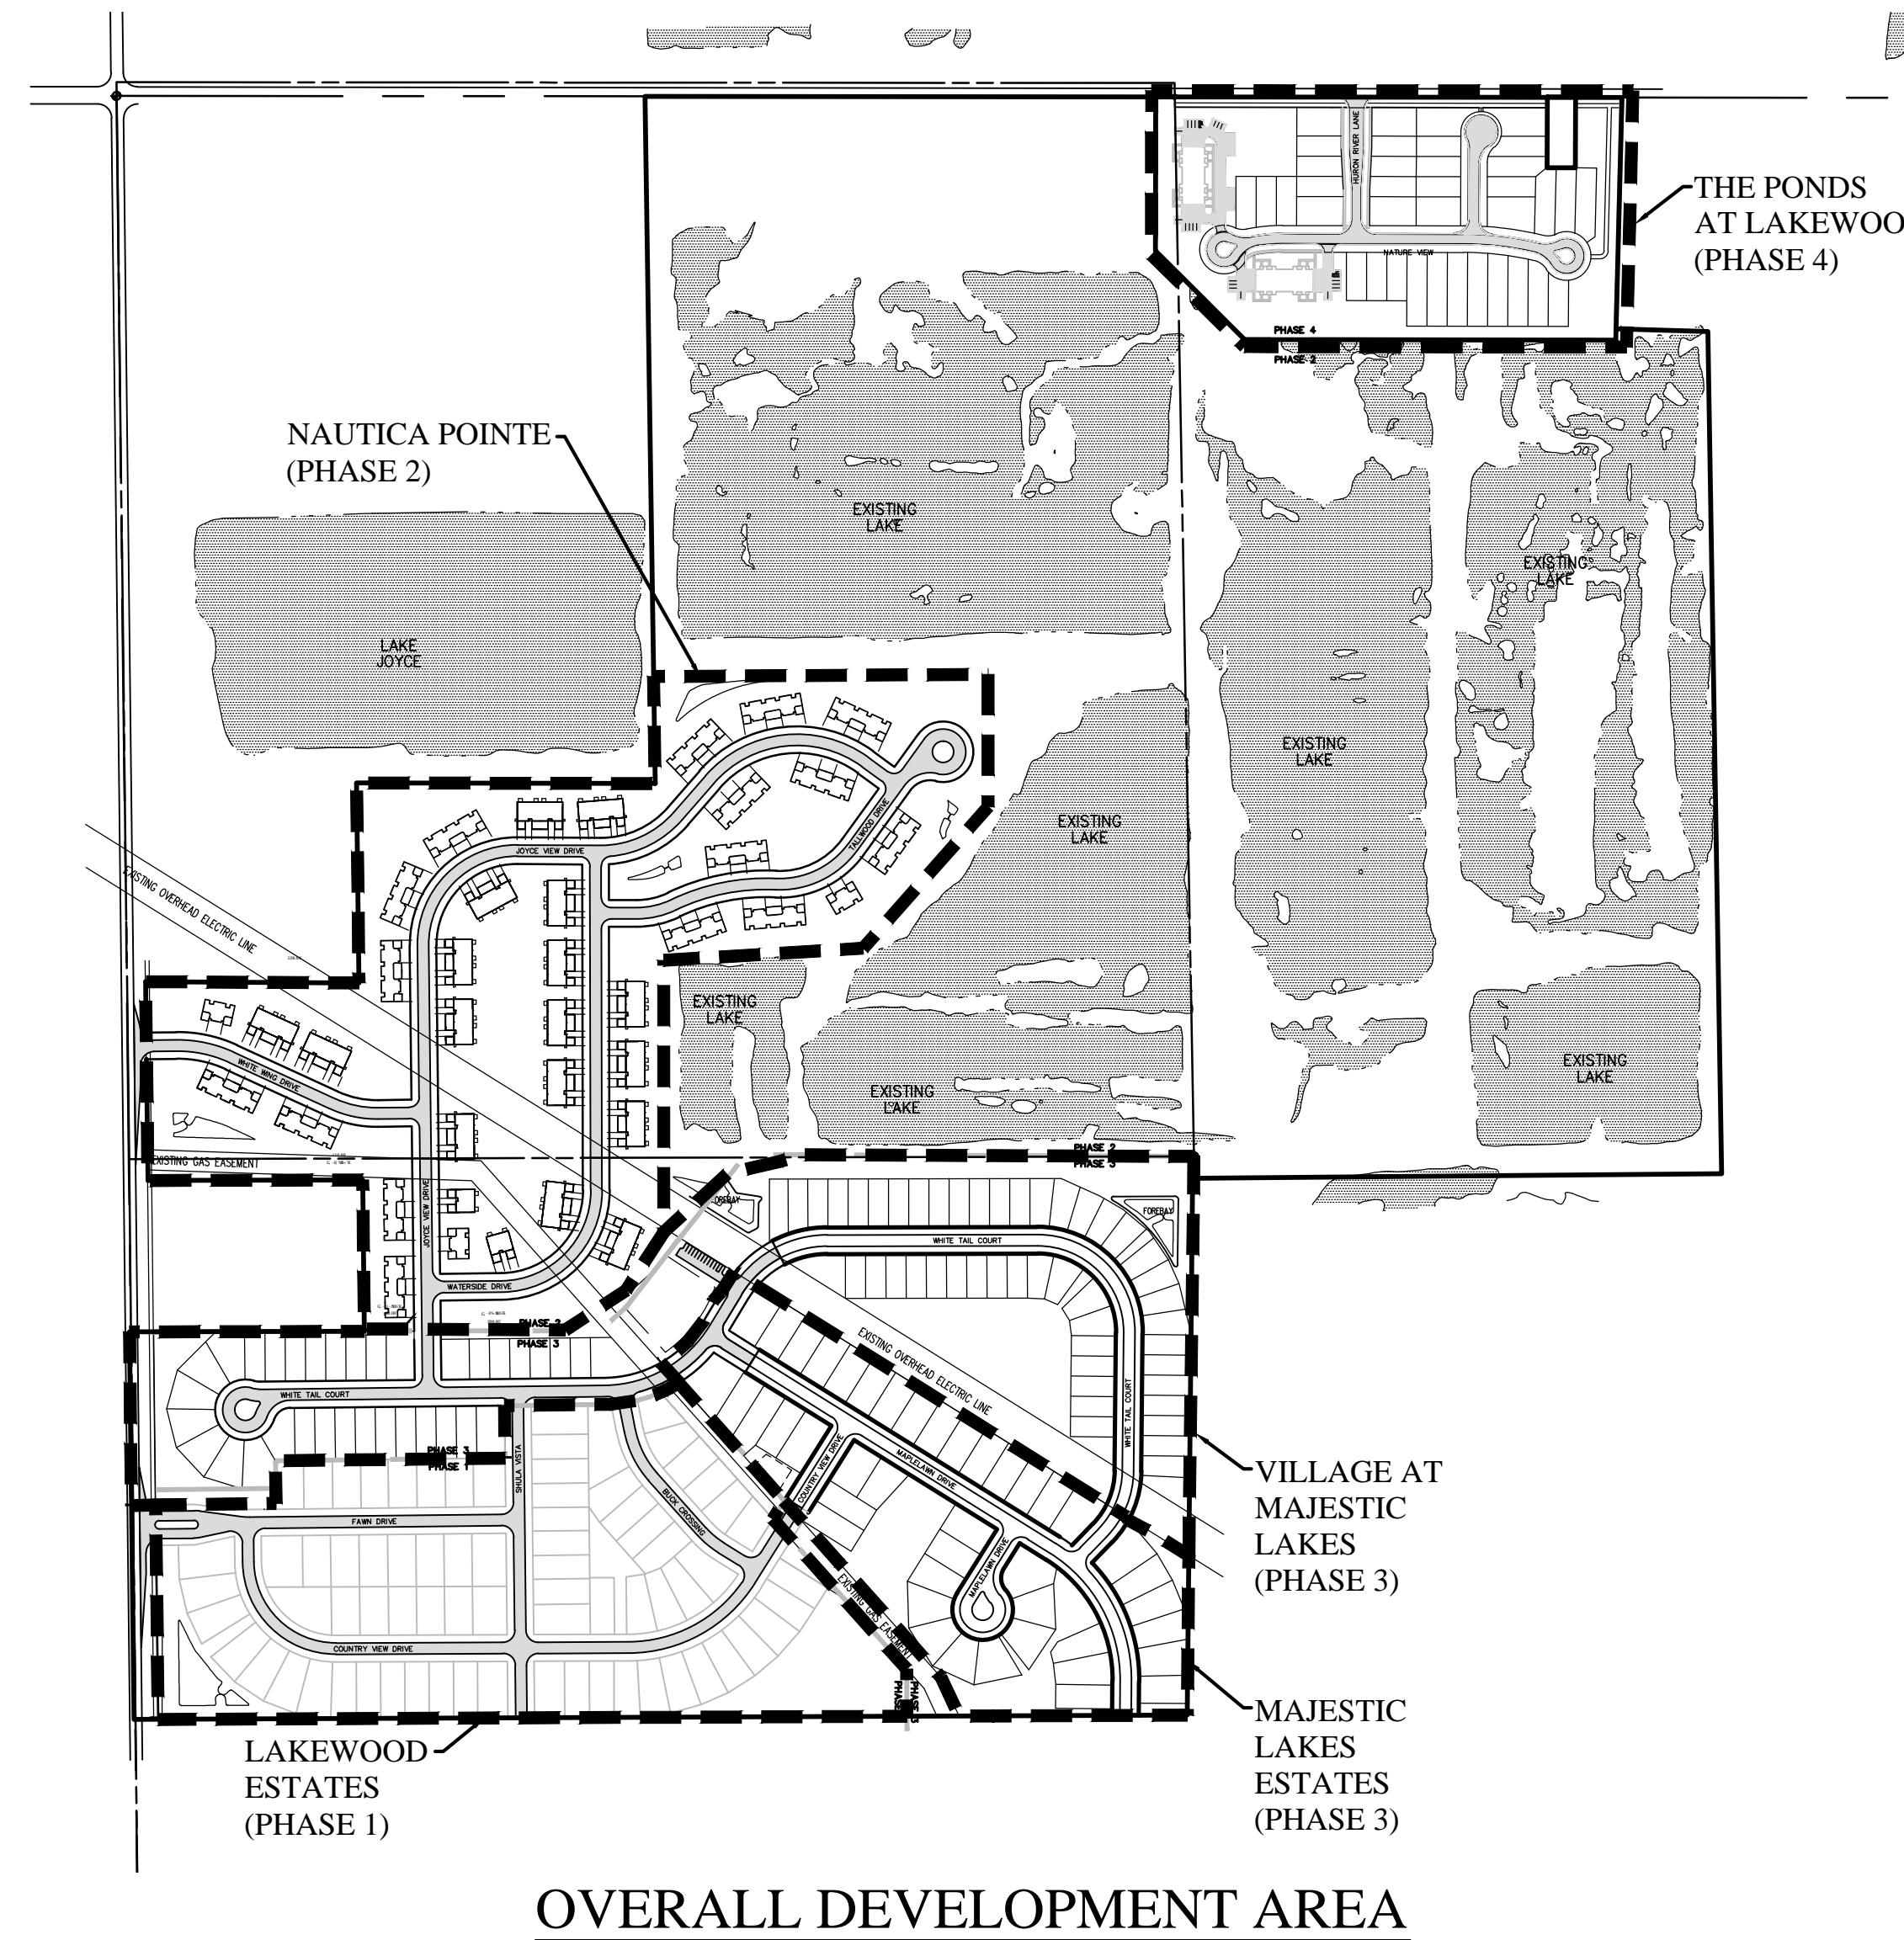 HURON RIVER LANE
THE PONDS
AT LAKEWOO
(PHASE 4)
NATURE VIEW
PHASE 4
PHASE 2
NAUTICA POINTE
(PHASE 2)
EXISTING
LAKE
EXISTING
LAKE
LAKE
JOYCE
EXISTING
LAKE
EXISTING
LAKE
TALLWOOD DRIVE
JOYCE VIEW DRIVE
EXISTING OVERHEAD ELECTRIC LINE
EXISTING
LAKE
EXISTING
LAKE
EXISTING
LAKE
WHITE WING DRIVE
EXISTING GAS EASEMENT
PHASE 2
PHASE 3
JOYCE VIEW DRIVE
FOREBAY
FOREBAY
WHITE TAIL COURT
WATERSIDE DRIVE
PHASE 2
PHASE 3
EXISTING OVERHEAD ELECTRIC LINE
WHITE TAIL COURT
WHITE TAIL COURT
PHASE 3
PHASE 1
SHULA VISTA
COUNTRY VIEW DRIVE
MAPLELAWN DRIVE
BUCK CROSSING
VILLAGE AT
MAJESTIC
LAKES
(PHASE 3)
FAWN DRIVE
MAPLELAWN DRIVE
EXISTING GAS EASEMENT
COUNTRY VIEW DRIVE
MAJESTIC
LAKES
ESTATES
(PHASE 3)
LAKEWOOD
ESTATES
(PHASE 1)
OVERALL DEVELOPMENT AREA